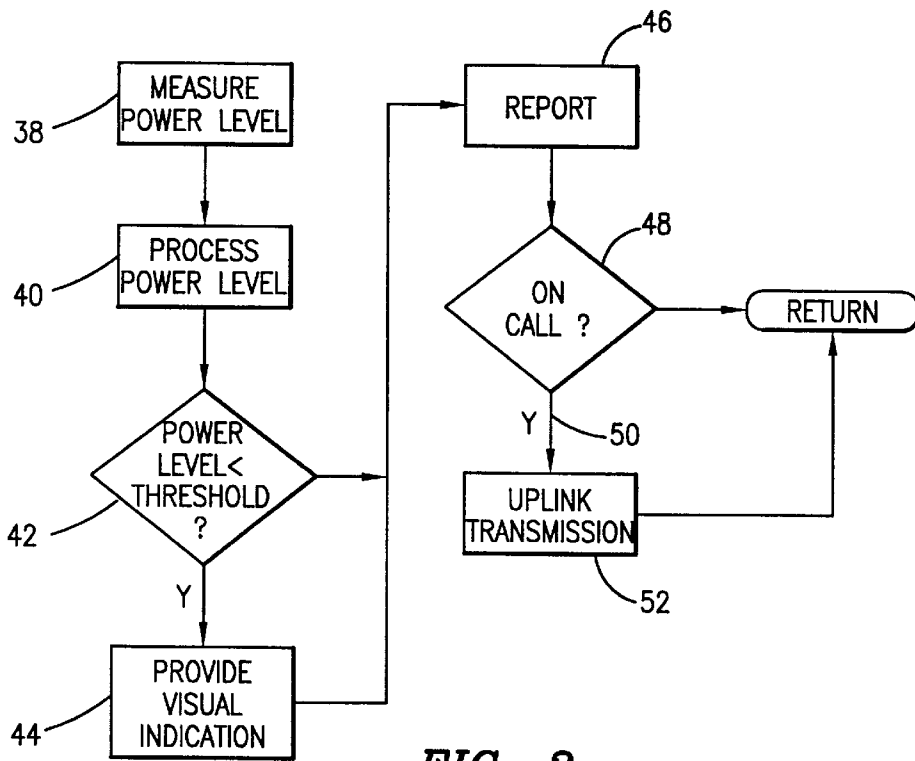 MEASURE
POWER LEVEL
38
PROCESS
POWER LEVEL
40
POWER
LEVEL<
THRESHOLD
?
42
Y
PROVIDE
VISUAL
INDICATION
44
46
REPORT
48
ON
CALL ?
RETURN
Y
50
UPLINK
TRANSMISSION
52